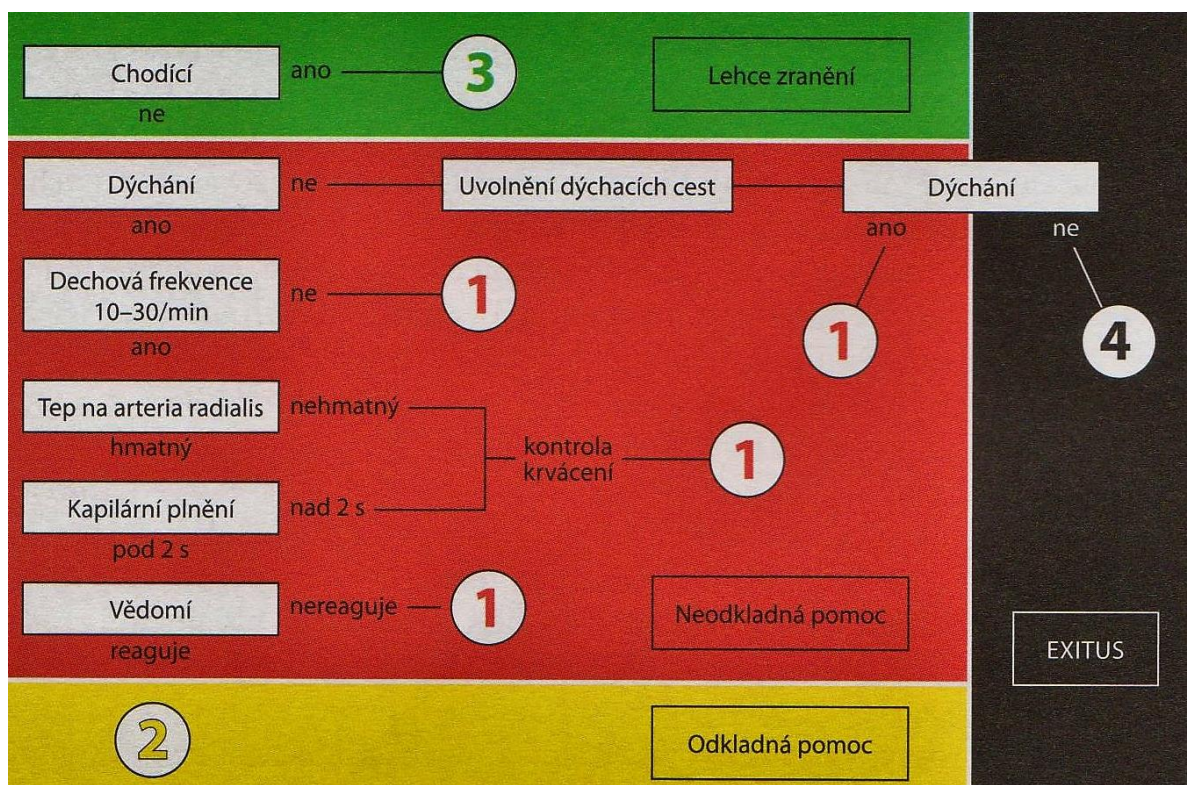 Chodící ano 3 Lehce zranění
ne
Dýchání ne Uvolnění dýchacích cest Dýchání
ano ano ne
Dechová frekvence
10–30/min
ne 1
ano
1 4
Tep na arteria radialis nehmatný
hmatný
kontrola
krvácení
1
Kapilární plnění nad 2 s
pod 2 s
Vědomí nereaguje 1 Neodkladná pomoc
reaguje
EXITUS
2 Odkladná pomoc